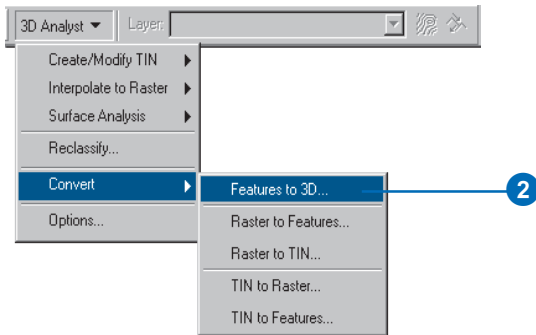 3D Analyst Layer:
Create/Modify TIN
Interpolate to Raster
Surface Analysis
Reclassify...
Convert
Options...
Features to 3D...
2
Raster to Features...
Raster to TIN...
TIN to Raster...
TIN to Features...